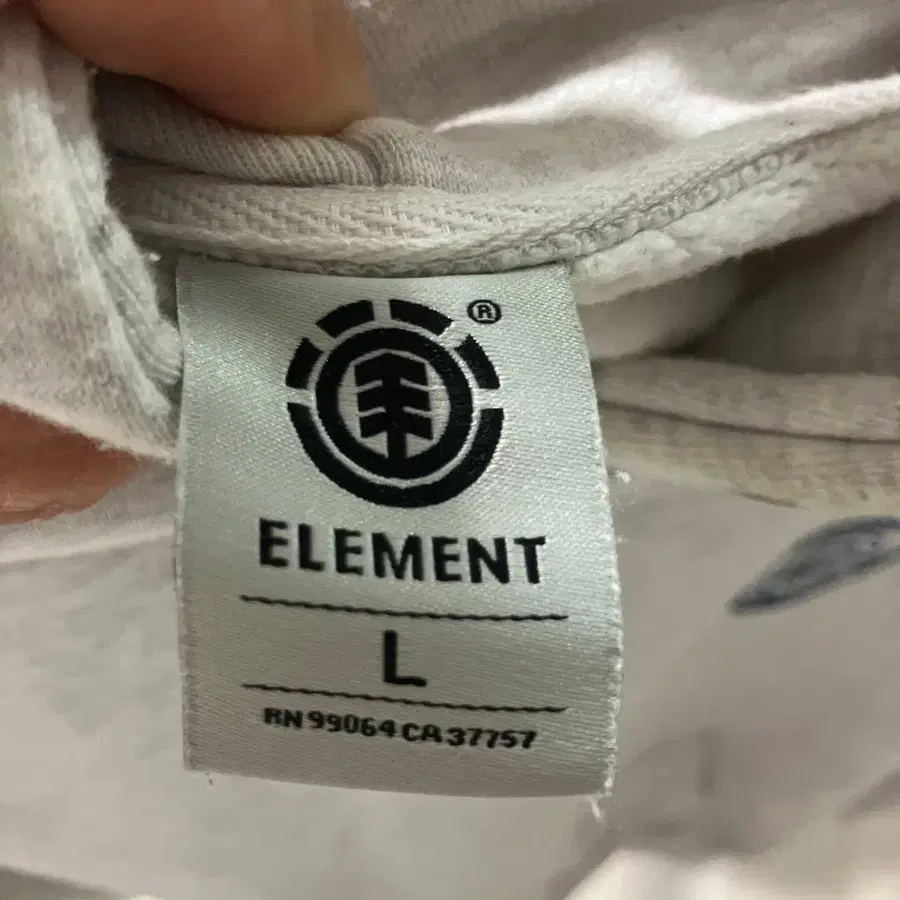 ®
ELEMENT
L
RN 99064 CA 37757